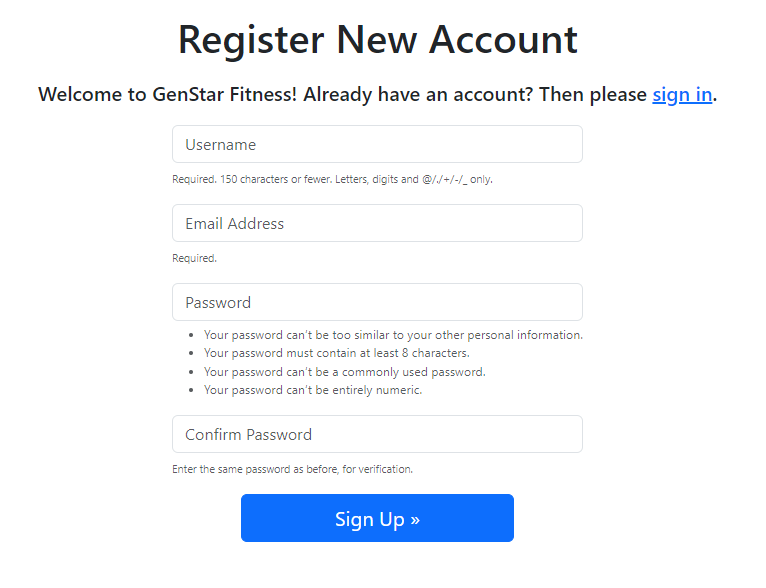 Register New Account
Welcome to GenStar Fitness! Already have an account? Then please sign in.
Username
Required. 150 characters or fewer. Letters, digits and @/./+/-/_ only.
Email Address
Required.
Password
• Your password can't be too similar to your other personal information.
• Your password must contain at least 8 characters.
• Your password can't be a commonly used password.
• Your password can't be entirely numeric.
Confirm Password
Enter the same password as before, for verification.
Sign Up »